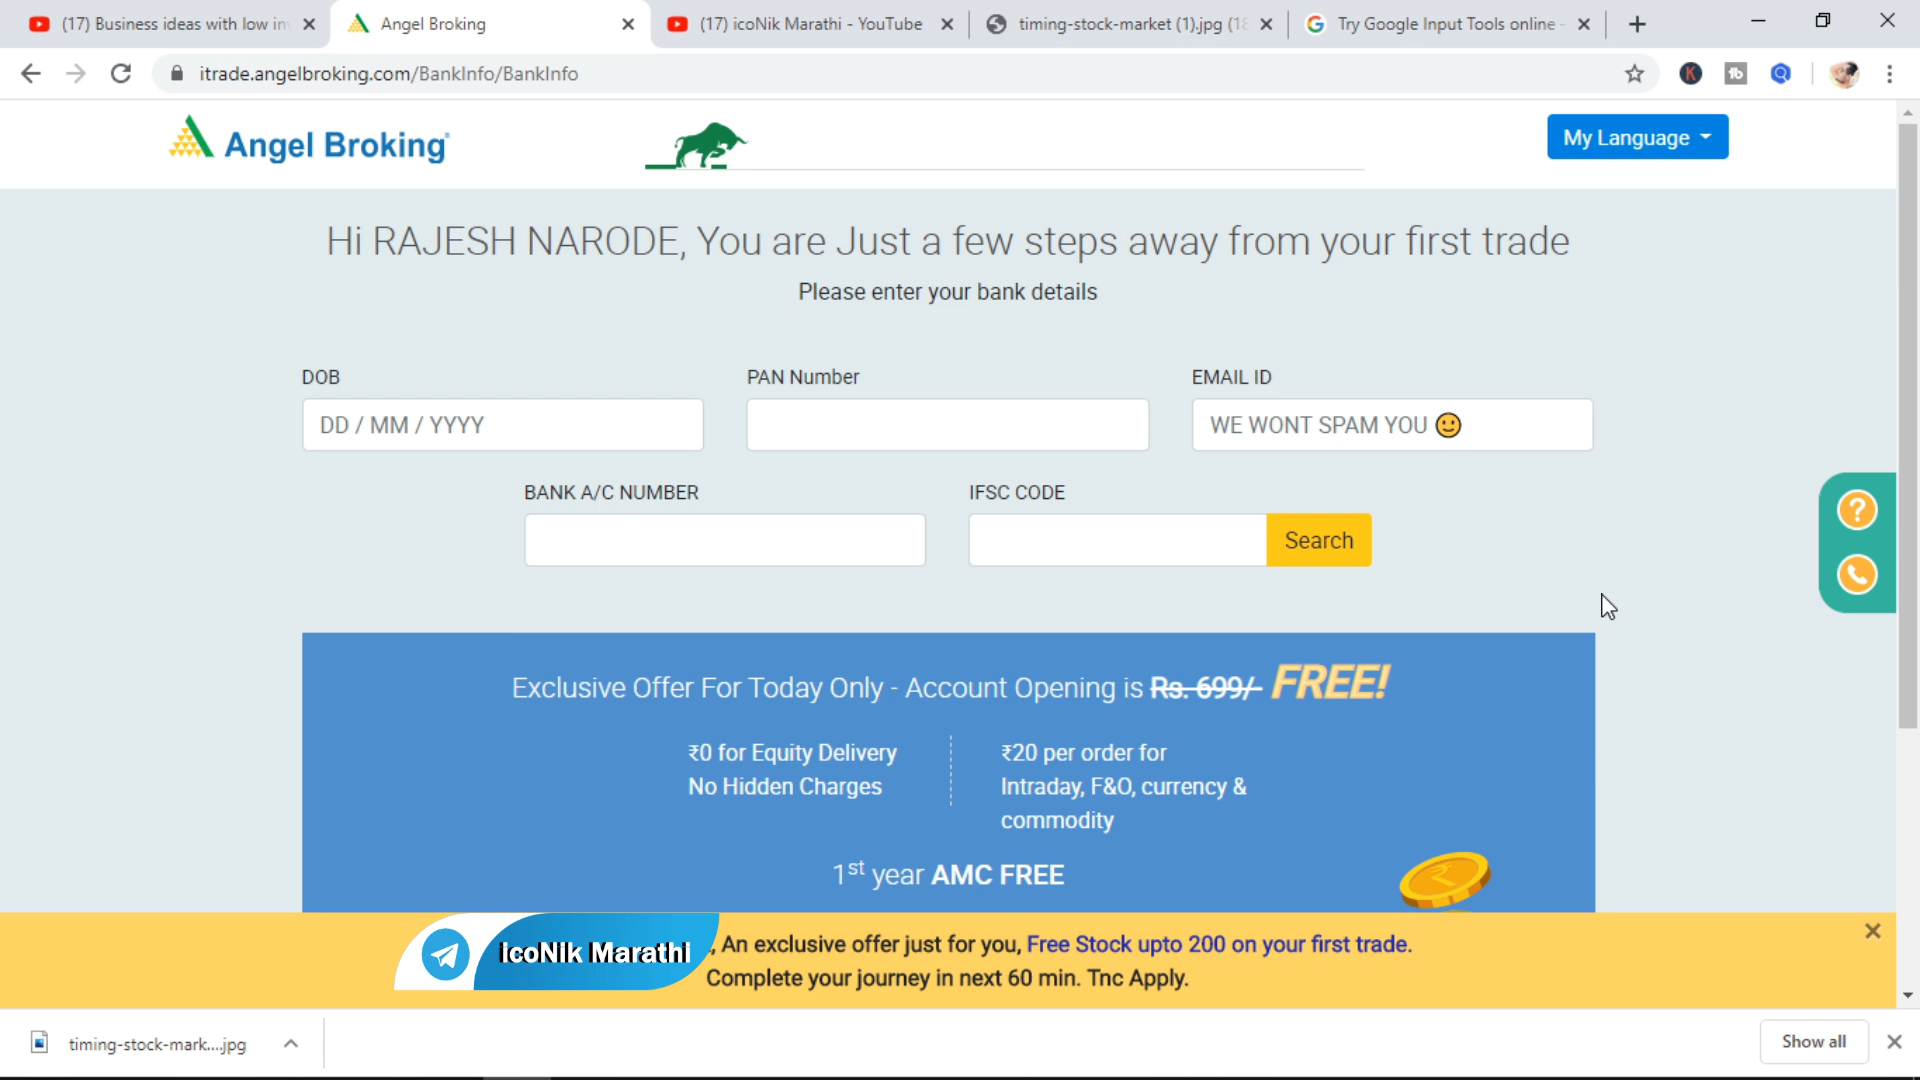 (17) Business ideas with low in
Angel Broking
(17) icoNik Marathi - YouTube
timing-stock-market (1).jpg (18
Try Google Input Tools online -
itrade.angelbroking.com/BankInfo/BankInfo
Angel Broking
My Language
Hi RAJESH NARODE, You are Just a few steps away from your first trade
Please enter your bank details
DOB
PAN Number
EMAIL ID
DD / MM / YYYY
WE WONT SPAM YOU 🙂
BANK A/C NUMBER
IFSC CODE
Search
Exclusive Offer For Today Only - Account Opening is Rs. 699/- FREE!
₹0 for Equity Delivery
No Hidden Charges
₹20 per order for
Intraday, F&O, currency &
commodity
1st year AMC FREE
icoNik Marathi
, An exclusive offer just for you, Free Stock upto 200 on your first trade.
Complete your journey in next 60 min. Tnc Apply.
timing-stock-mark....jpg
Show all